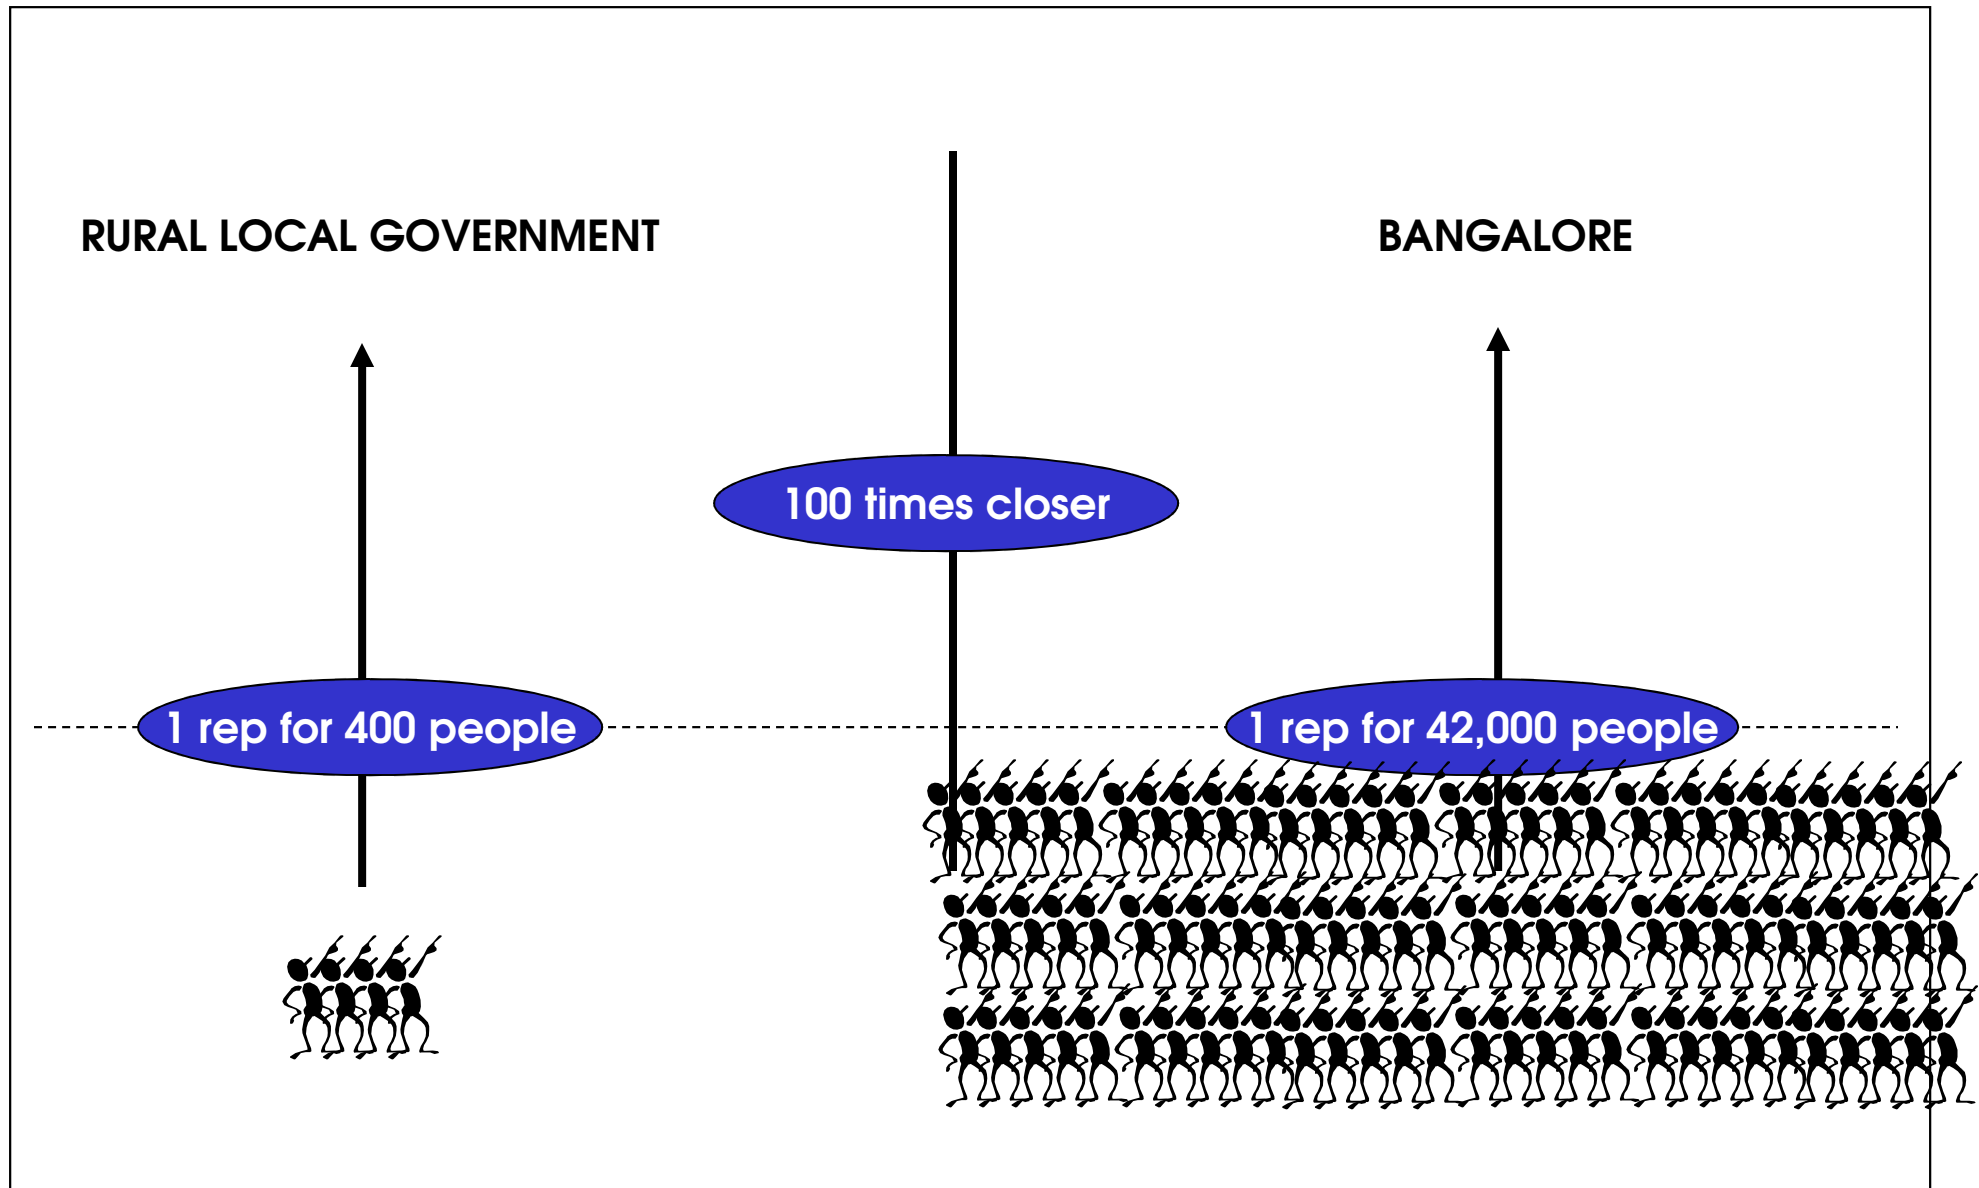 RURAL LOCAL GOVERNMENT
BANGALORE
100 times closer
1 rep for 400 people
1 rep for 42,000 people